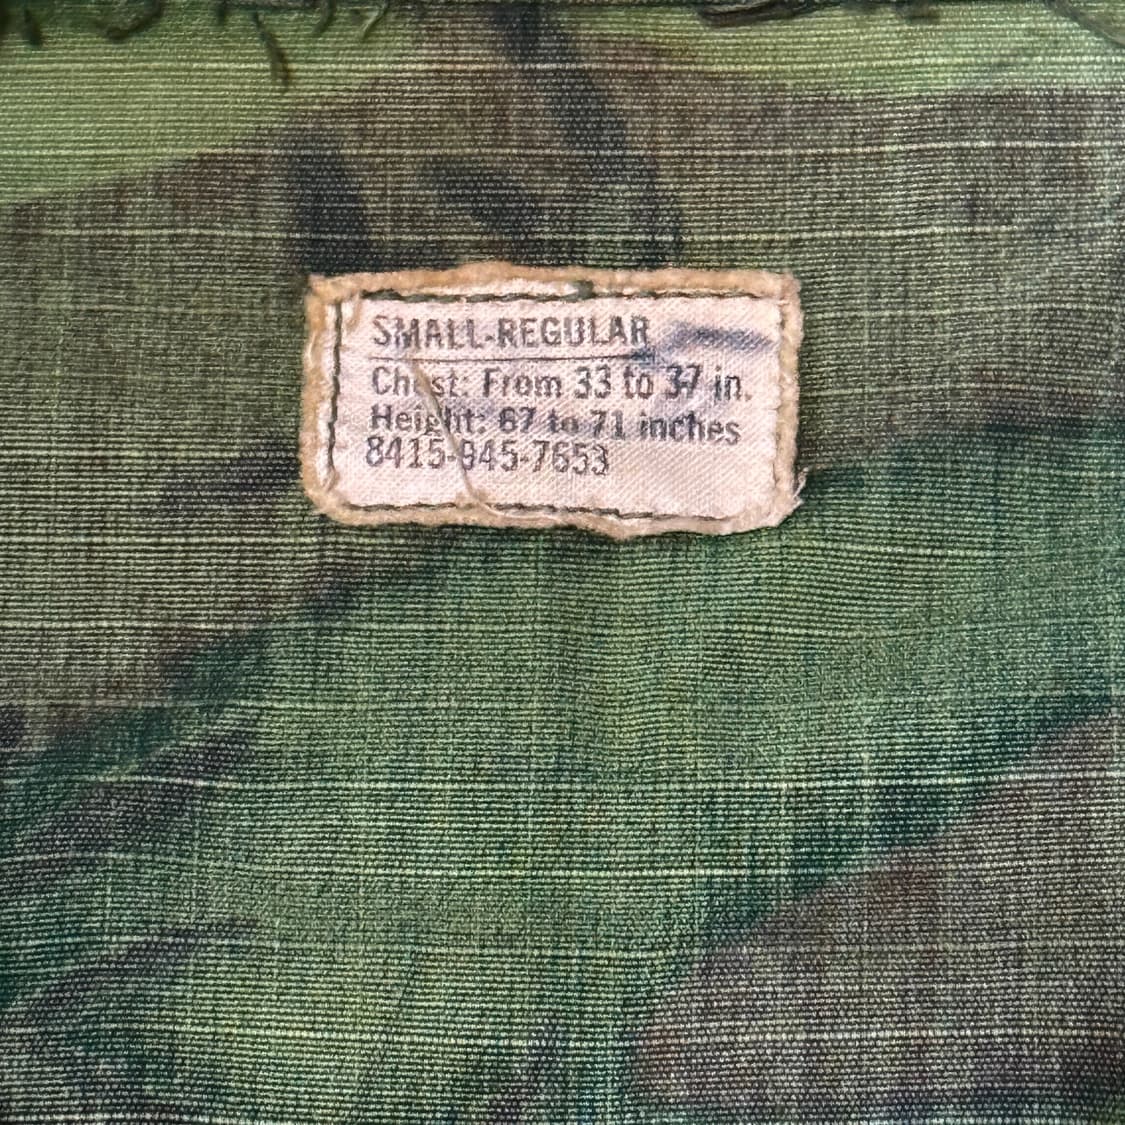 SMALL-REGULAR
Chest: From 33 to 37 in.
Height: 67 to 71 inches
8415-945-7653